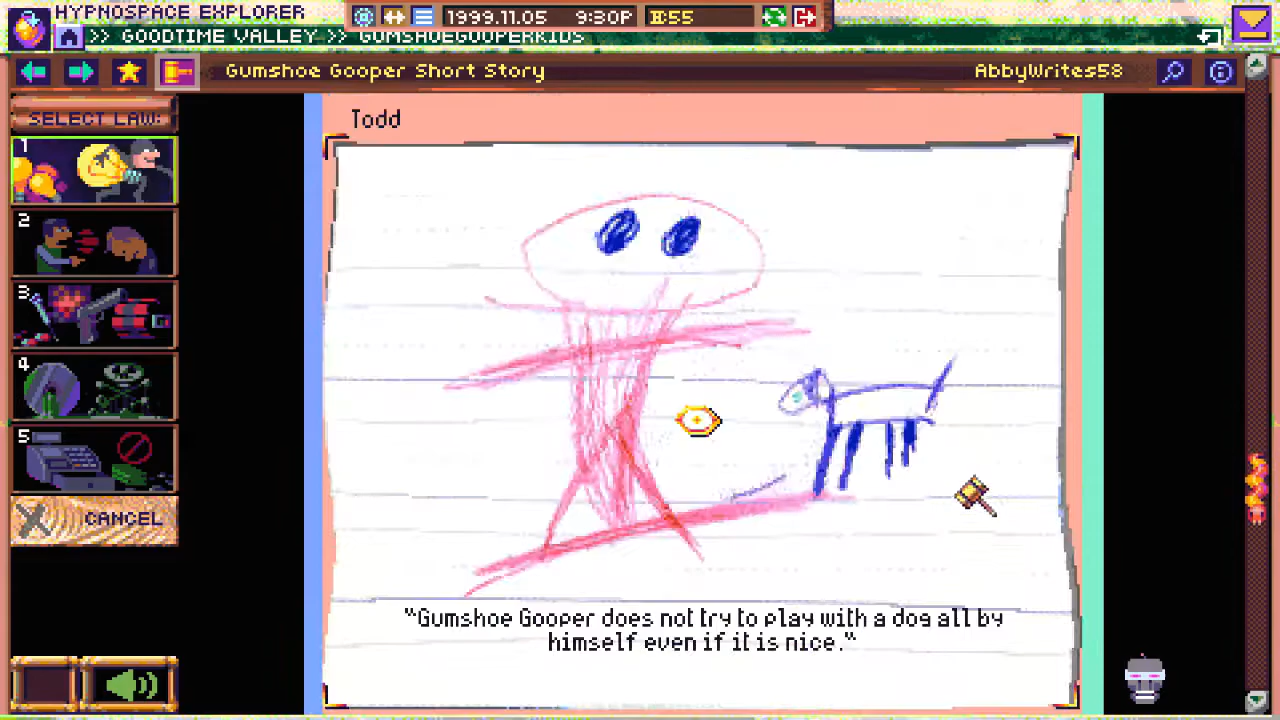 HYPNOSPACE EXPLORER
1999.11.05 9:30P 55
>> GOODTIME VALLEY >> GUMSHOEGOOPERKIDS
Gumshoe Gooper Short Story AbbyWrites58
SELECT LAW:
1
2
3
4
5
CANCEL
Todd
"Gumshoe Gooper does not try to play with a dog all by
himself even if it is nice."